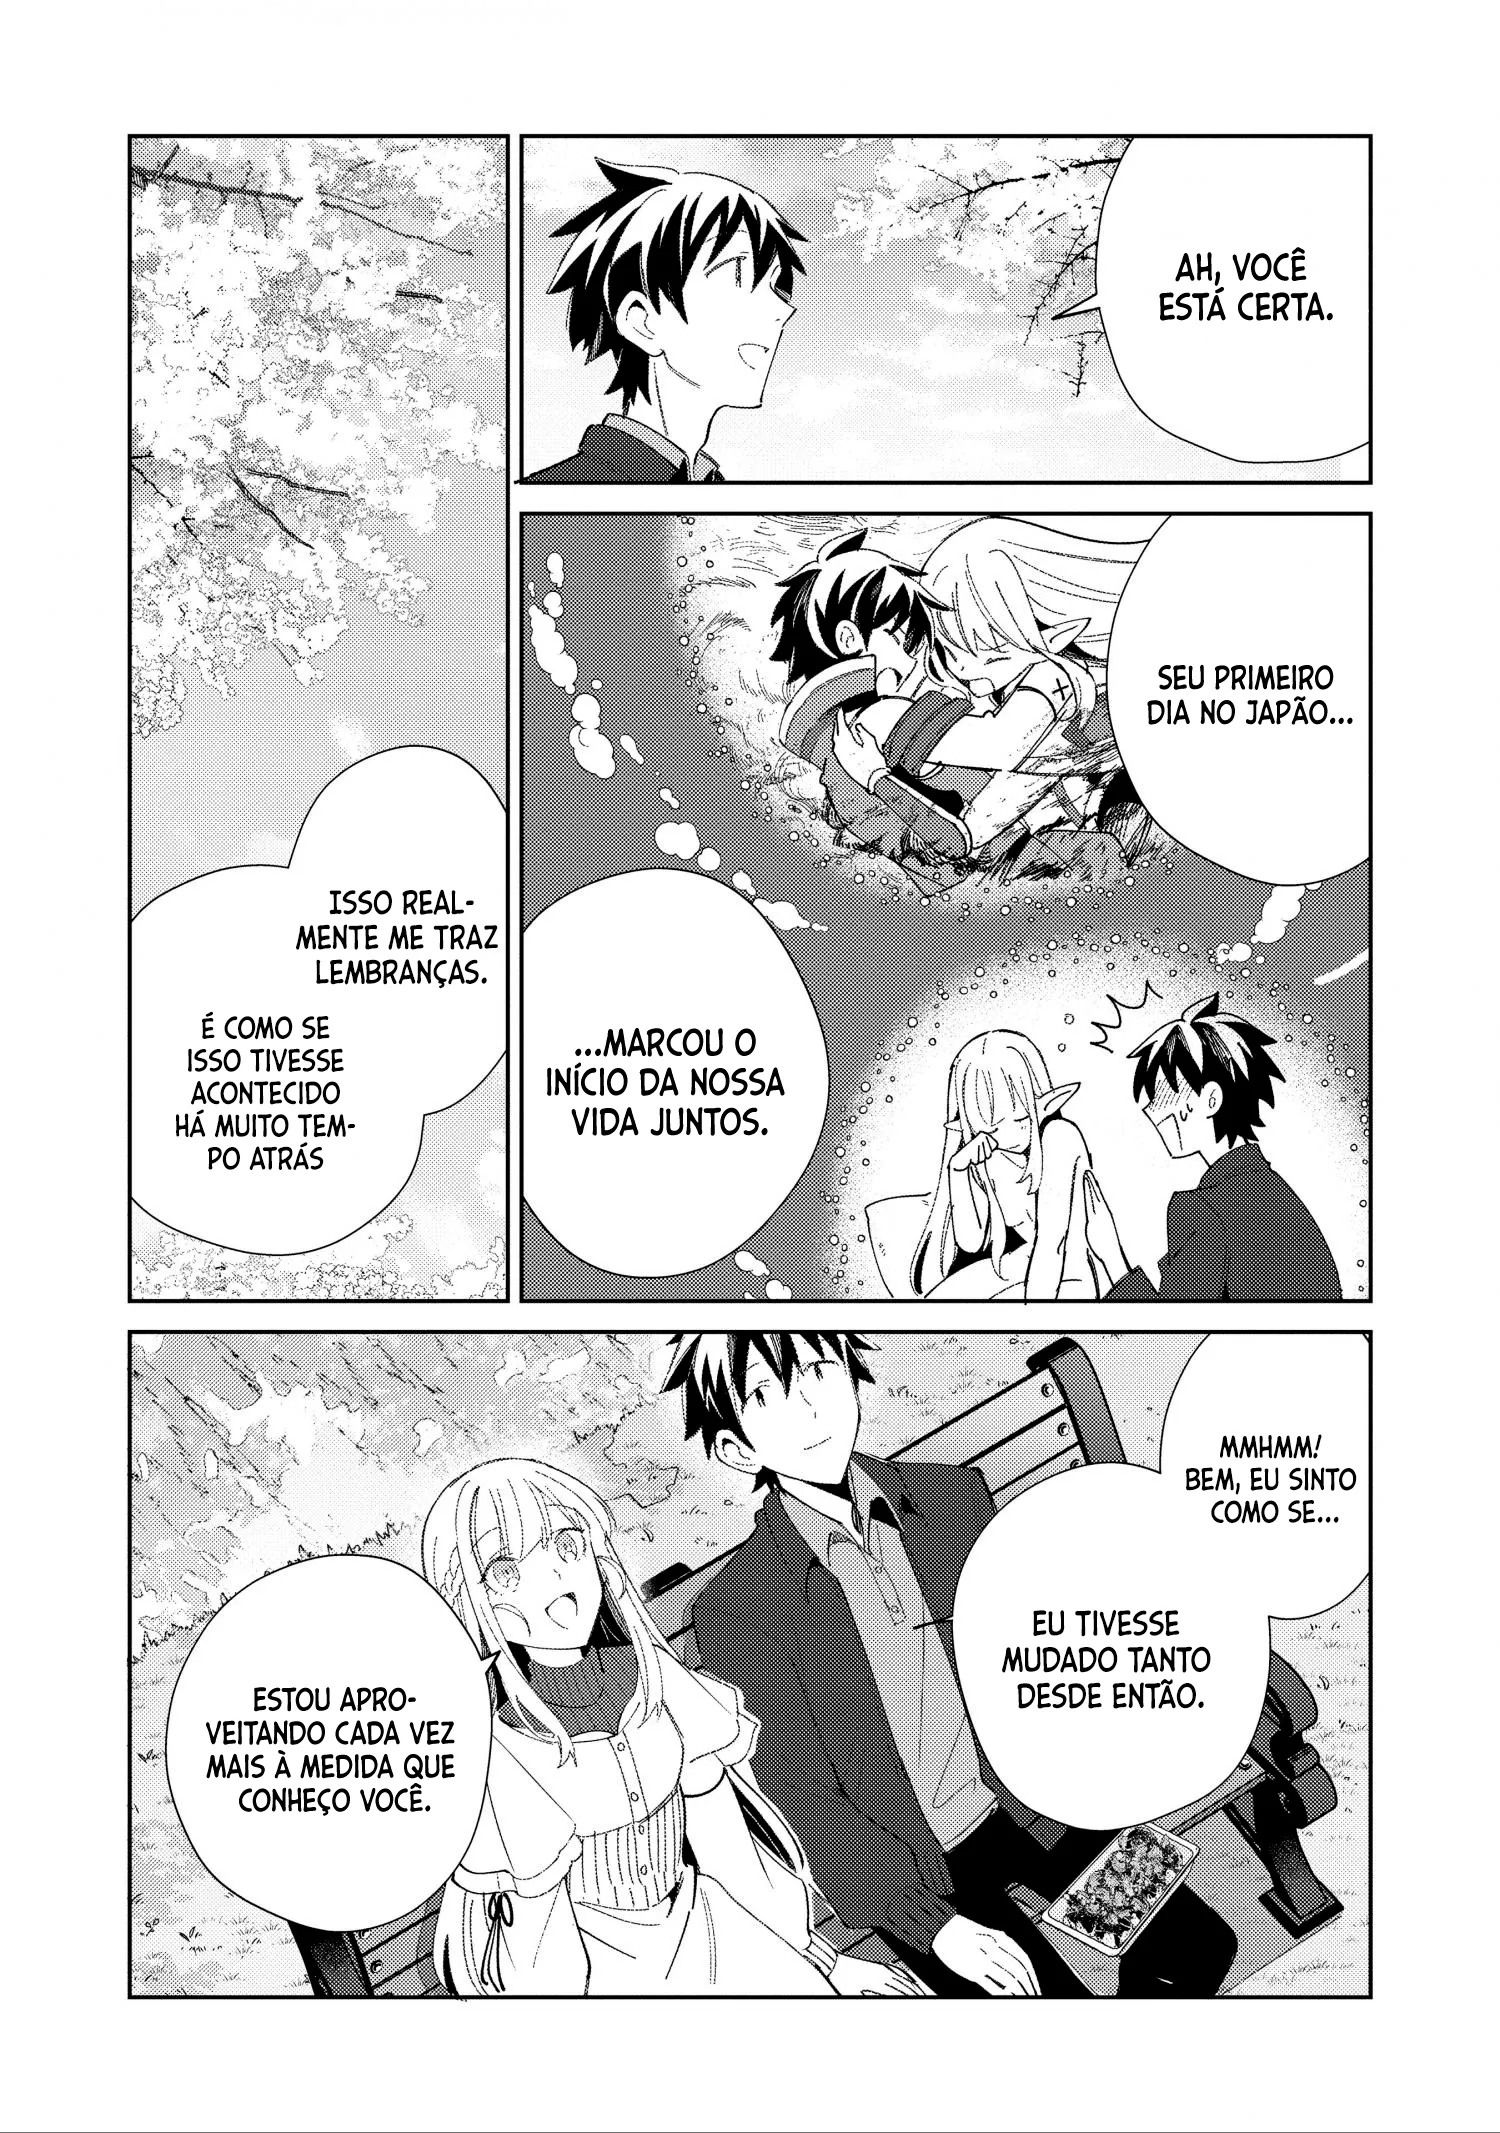 AH, VOCÊ
ESTÁ CERTA.
SEU PRIMEIRO
DIA NO JAPÃO...
...MARCOU O
INÍCIO DA NOSSA
VIDA JUNTOS.
ISSO REAL-
MENTE ME TRAZ
LEMBRANÇAS.
É COMO SE
ISSO TIVESSE
ACONTECIDO
HÁ MUITO TEM-
PO ATRÁS
MMHMM!
BEM, EU SINTO
COMO SE...
EU TIVESSE
MUDADO TANTO
DESDE ENTÃO.
ESTOU APRO-
VEITANDO CADA VEZ
MAIS À MEDIDA QUE
CONHEÇO VOCÊ.